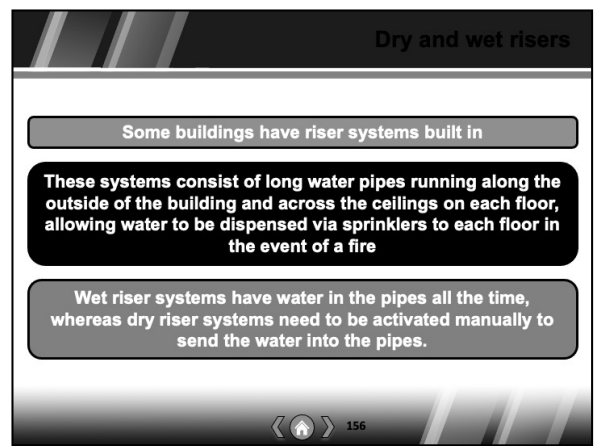 Dry and wet risers
Some buildings have riser systems built in
These systems consist of long water pipes running along the
outside of the building and across the ceilings on each floor,
allowing water to be dispensed via sprinklers to each floor in
the event of a fire
Wet riser systems have water in the pipes all the time,
whereas dry riser systems need to be activated manually to
send the water into the pipes.
156